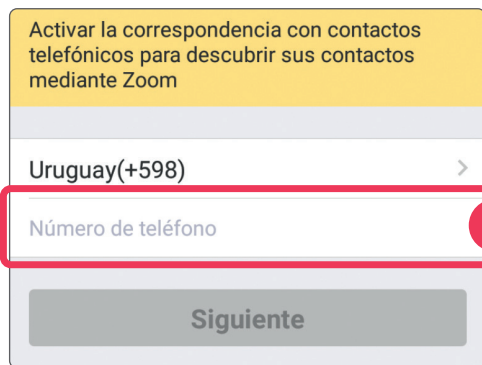 Activar la correspondencia con contactos
telefónicos para descubrir sus contactos
mediante Zoom
Uruguay(+598)
Número de teléfono
Siguiente